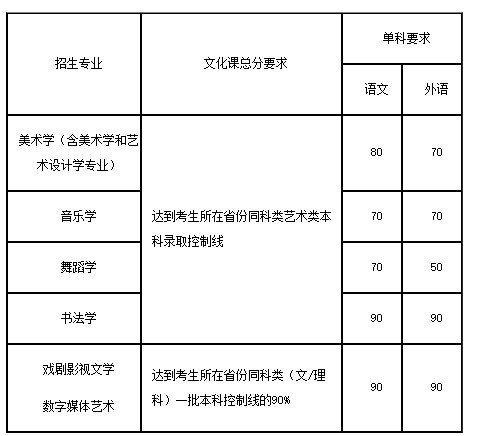 招生专业
文化课总分要求
单科要求
语文
外语
美术学（含美术学和艺
术设计学专业）
达到考生所在省份同科类艺术类本
科录取控制线
80
70
音乐学
70
70
舞蹈学
70
50
书法学
90
90
戏剧影视文学
数字媒体艺术
达到考生所在省份同科类（文/理
科）一批本科控制线的90%
90
90